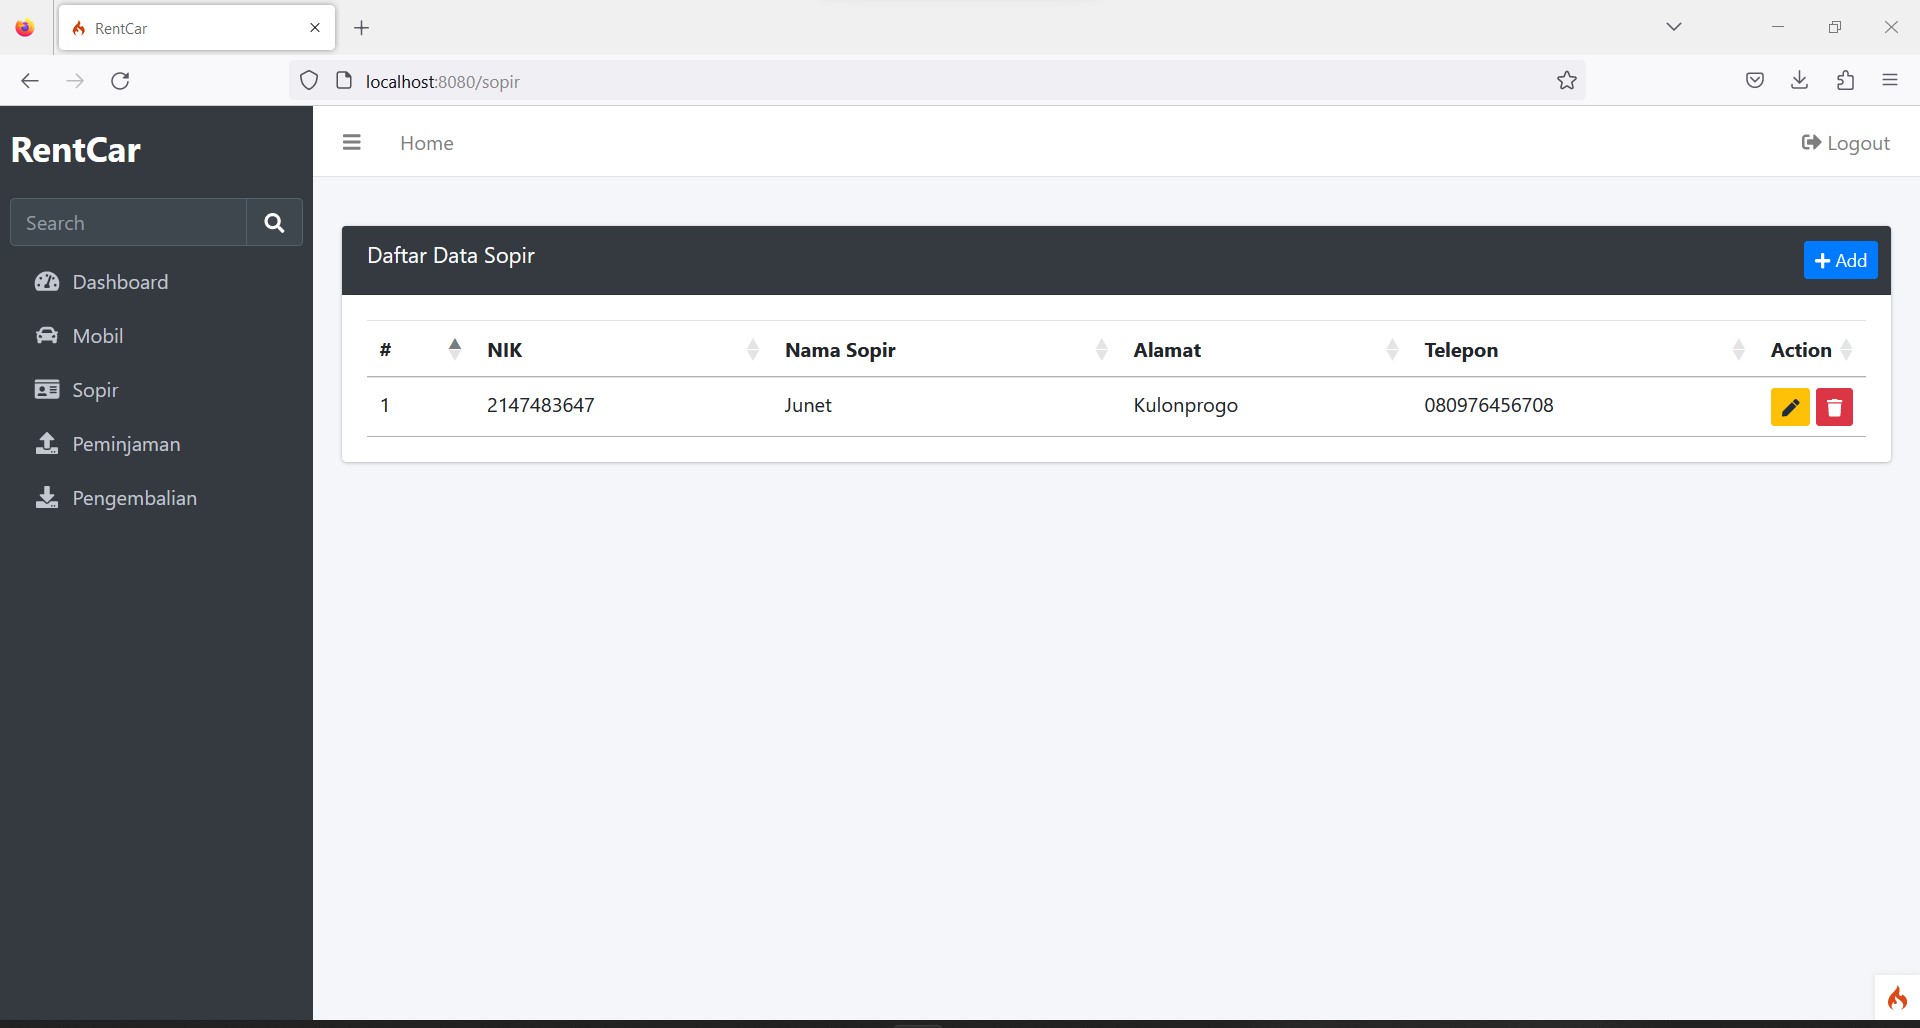 RentCar
localhost:8080/sopir
RentCar
Home
Logout
Search
Dashboard
Mobil
Sopir
Peminjaman
Pengembalian
Daftar Data Sopir
Add
# NIK Nama Sopir Alamat Telepon Action
1 2147483647 Junet Kulonprogo 080976456708